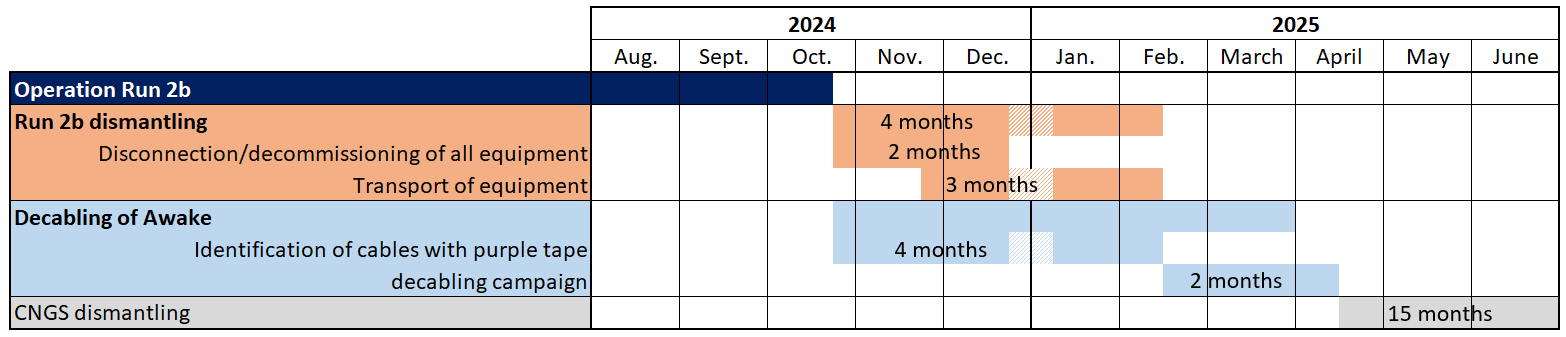 2024 2025
Aug. Sept. Oct. Nov. Dec. Jan. Feb. March April May June
Operation Run 2b
Run 2b dismantling 4 months
Disconnection/decommissioning of all equipment 2 months
Transport of equipment 3 months
Decabling of Awake
Identification of cables with purple tape 4 months
decabling campaign 2 months
CNGS dismantling 15 months